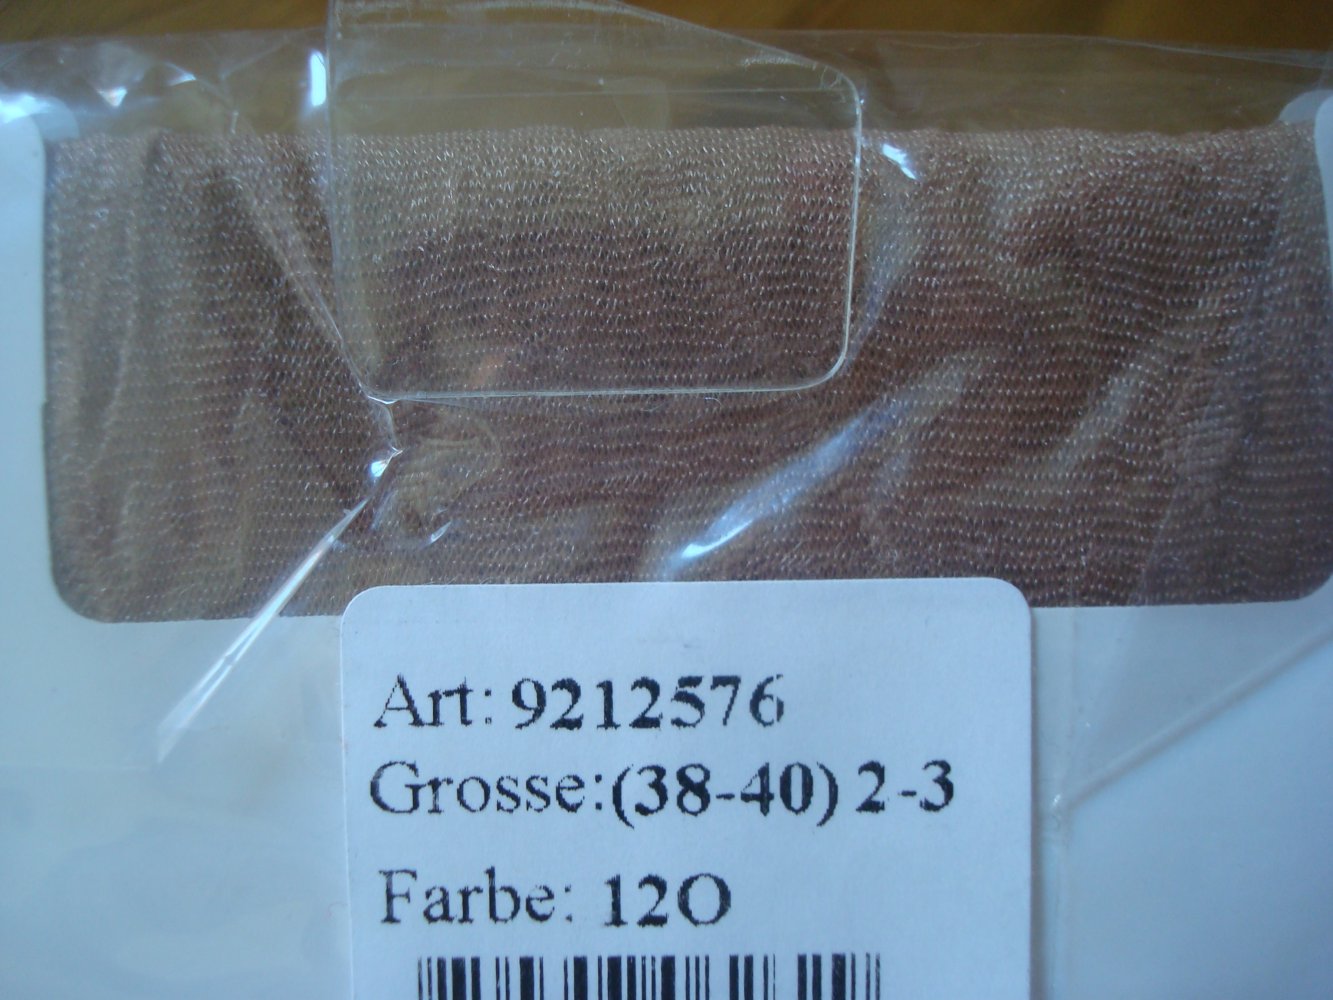 Art: 9212576
Grosse:(38-40) 2-3
Farbe: 12O